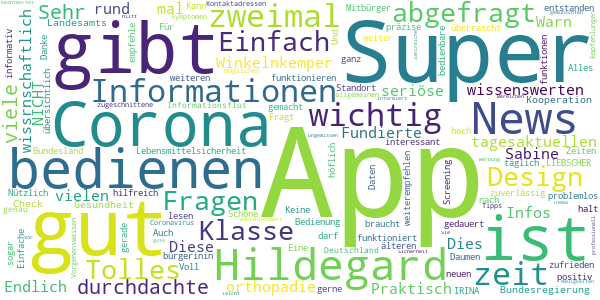 Sehr rund mal zweimal abgefragt
Landesamts Kann Mitbürger entstanden
Danke empfehle Einfach Winkelnkemper präzise Warn
Für Und bedienbare
gibt Super
viele wissenschaftlich NICHT übersichtlich
informativ
weiteren funktionieren ganz weiter überrascht funktionen Alles
zugeschnittene Informationen Standort seriöse wissenswerten
Informationsflut gemacht allgemeinen Kooperation
Corona wichtig News
Fragt Fundierte hoch tagesaktuellen
Bundesland Lebensmittelsicherheit interessant Sabine LIEBSCHER
bedienen App Design täglich Zeiten
Nützlich hilfreich Fragen höflich Daten weiterempfehlen Screening zuverlässig
vielen
Check Gesundheit Schöne Keine nach Tipps problemlos
genau Coronavirus lesen Bedienung braucht gedauert Infos halt
gut Klasse ist
Einfache gerade Auch Diese Eine darf funktioniert Dies zufrieden
sogar bürgerinn Deutschland älteren Daumen
Vorgehensweisen Tolles Voll Hildegard zeit neuen positiv
Endlich durchdachte orthopädie gerne Praktisch IRINA Bundesregierung
Symptomen Kontaktadressen